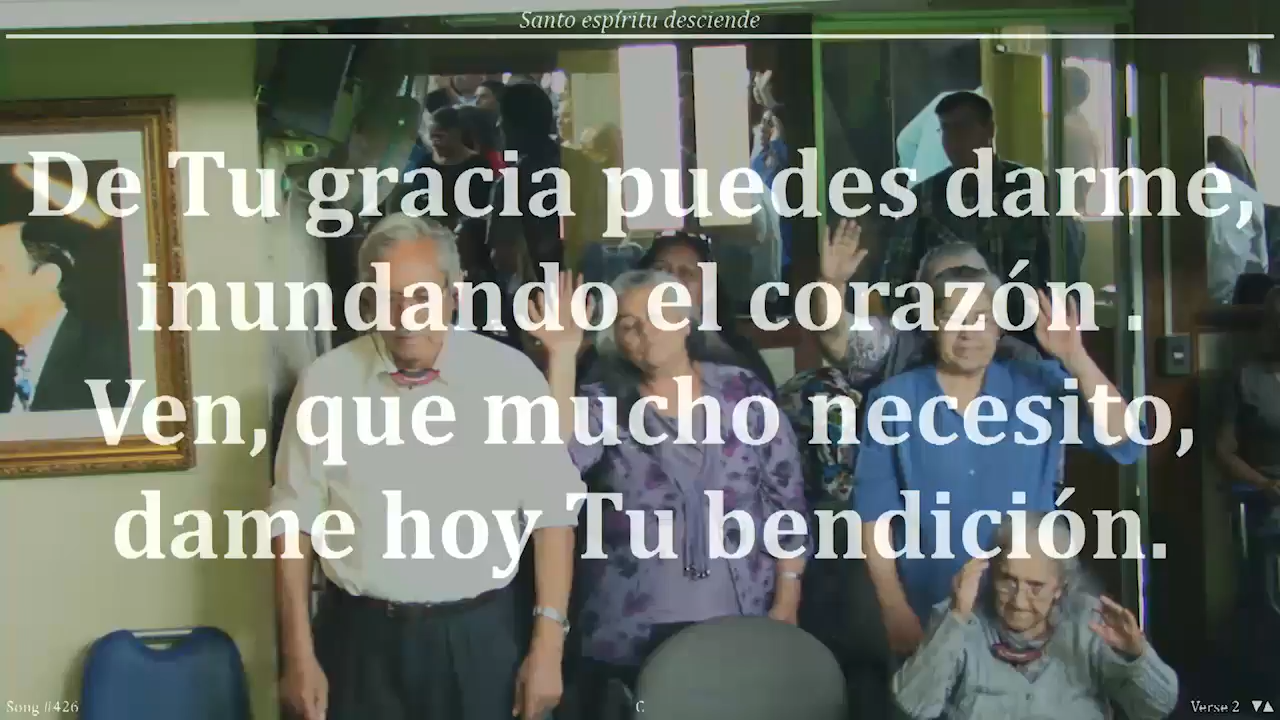 Santo espíritu desciende
De Tu gracia puedes darme,
inundando el corazón .
Ven, que mucho necesito,
dame hoy Tu bendición.
Song #426
C
Verse 2 ▼▲